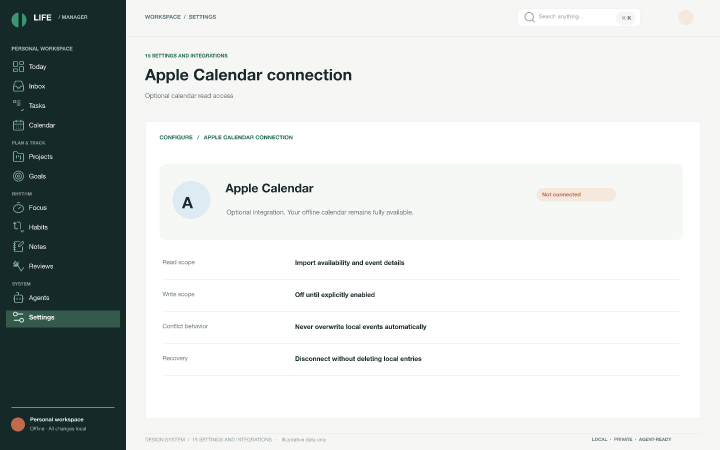 LIFE / MANAGER
PERSONAL WORKSPACE
Today
Inbox
Tasks
Calendar
PLAN & TRACK
Projects
Goals
RHYTHM
Focus
Habits
Notes
Reviews
SYSTEM
Agents
Settings
Personal workspace
Offline · All changes local
WORKSPACE / SETTINGS
Search anything...
⌘ K
15 SETTINGS AND INTEGRATIONS
Apple Calendar connection
Optional calendar read access
CONFIGURE / APPLE CALENDAR CONNECTION
A
Apple Calendar
Optional integration. Your offline calendar remains fully available.
Not connected
Read scope Import availability and event details
Write scope Off until explicitly enabled
Conflict behavior Never overwrite local events automatically
Recovery Disconnect without deleting local entries
DESIGN SYSTEM / 15 SETTINGS AND INTEGRATIONS · Illustrative data only
LOCAL · PRIVATE · AGENT-READY